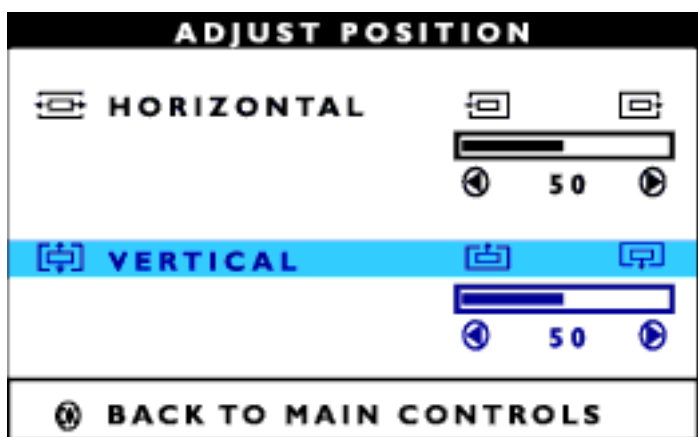 ADJUST POSITION
HORIZONTAL
50
VERTICAL
50
BACK TO MAIN CONTROLS